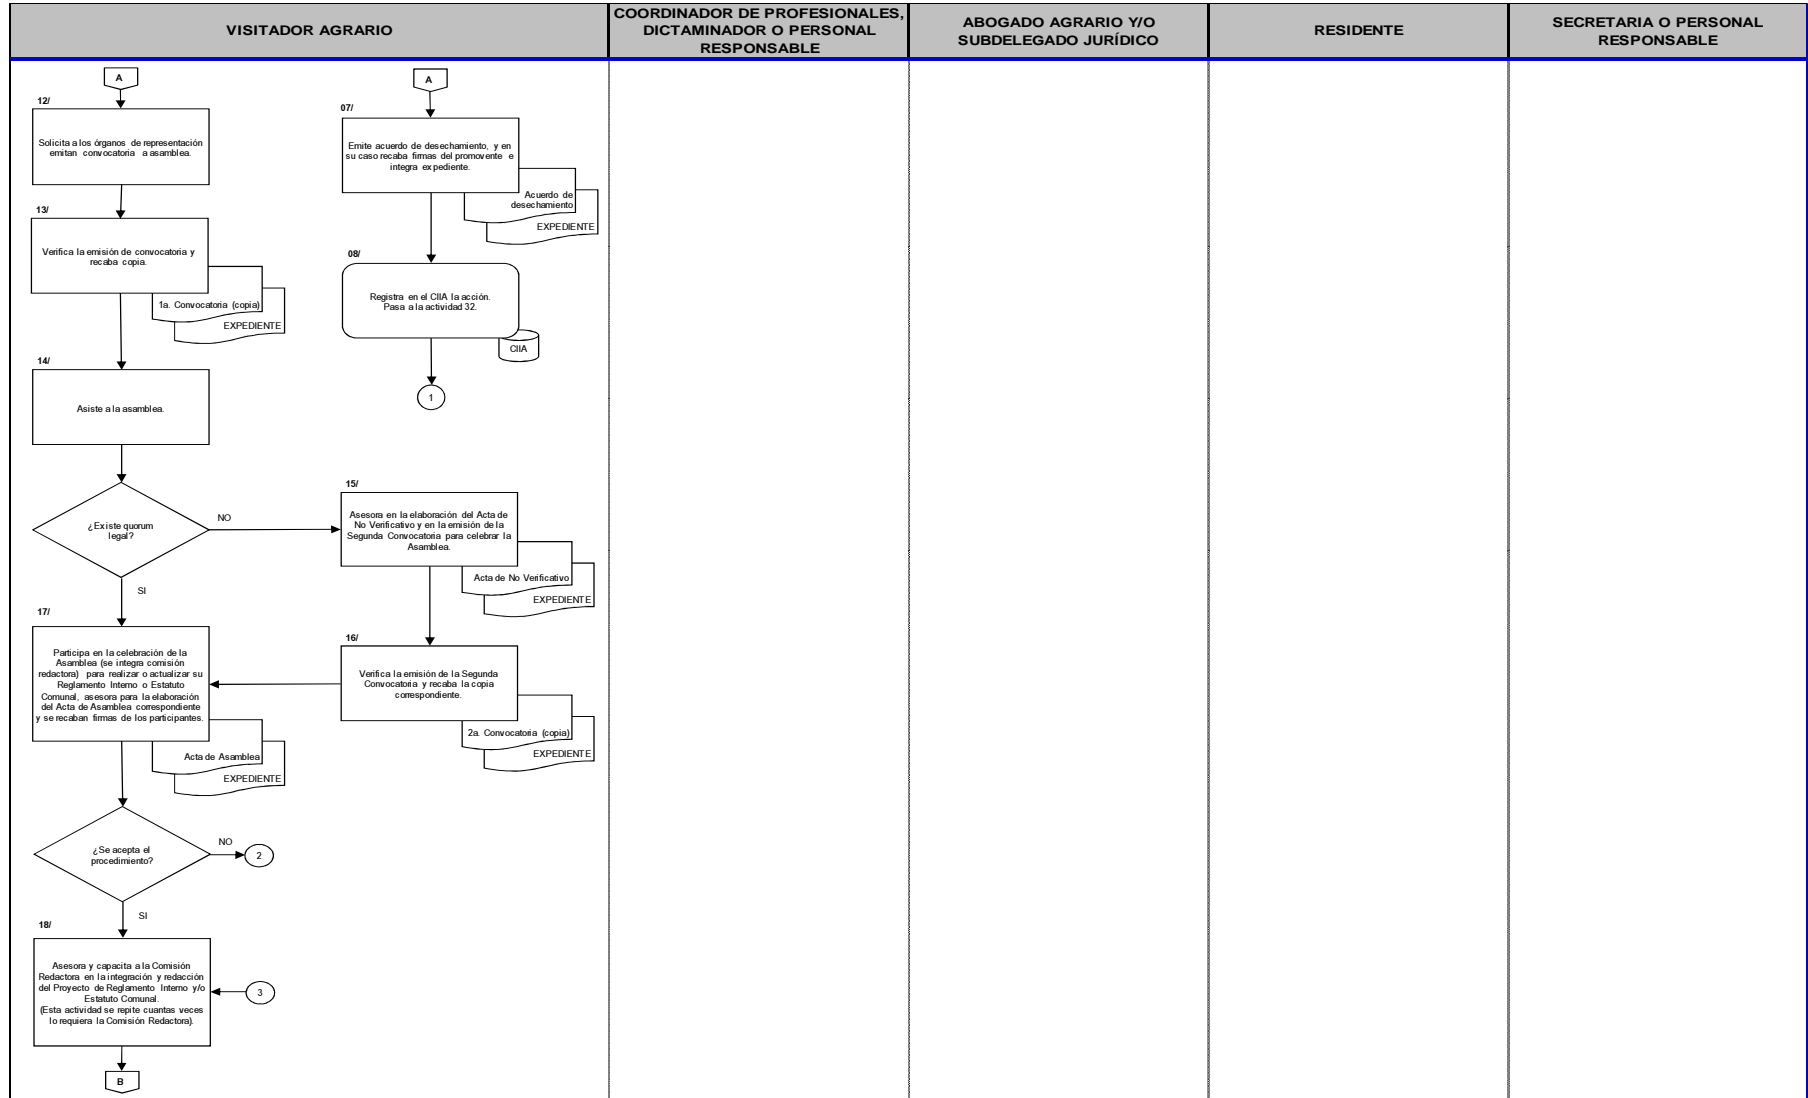 VISITADOR AGRARIO
COORDINADOR DE PROFESIONALES,
DICTAMINADOR O PERSONAL
RESPONSABLE
ABOGADO AGRARIO Y/O
SUBDELEGADO JURÍDICO
RESIDENTE
SECRETARIA O PERSONAL
RESPONSABLE
A
12/
Solicita a los órganos de representación
emitan convocatoria a asamblea.
13/
Verifica la emisión de convocatoria y
recaba copia.
1a. Convocatoria (copia)
EXPEDIENTE
14/
Asiste a la asamblea.
¿Existe quorum
legal?
NO
SI
A
07/
Emite acuerdo de desechamiento, y en
su caso recaba firmas del promovente e
integra expediente.
Acuerdo de
desechamiento
EXPEDIENTE
08/
Registra en el CIIA la acción.
Pasa a la actividad 32.
CIIA
1
15/
Asesora en la elaboración del Acta de
No Verificativo y en la emisión de la
Segunda Convocatoria para celebrar la
Asamblea.
Acta de No Verificativo
EXPEDIENTE
16/
Verifica la emisión de la Segunda
Convocatoria y recaba la copia
correspondiente.
2a. Convocatoria (copia)
EXPEDIENTE
17/
Participa en la celebración de la
Asamblea (se integra comisión
redactora) para realizar o actualizar su
Reglamento Interno o Estatuto
Comunal, asesora para la elaboración
del Acta de Asamblea correspondiente
y se recaban firmas de los participantes.
Acta de Asamblea
EXPEDIENTE
¿Se acepta el
procedimiento?
NO
2
SI
18/
Asesora y capacita a la Comisión
Redactora en la integración y redacción
del Proyecto de Reglamento Interno y/o
Estatuto Comunal.
(Esta actividad se repite cuantas veces
lo requiera la Comisión Redactora).
3
B